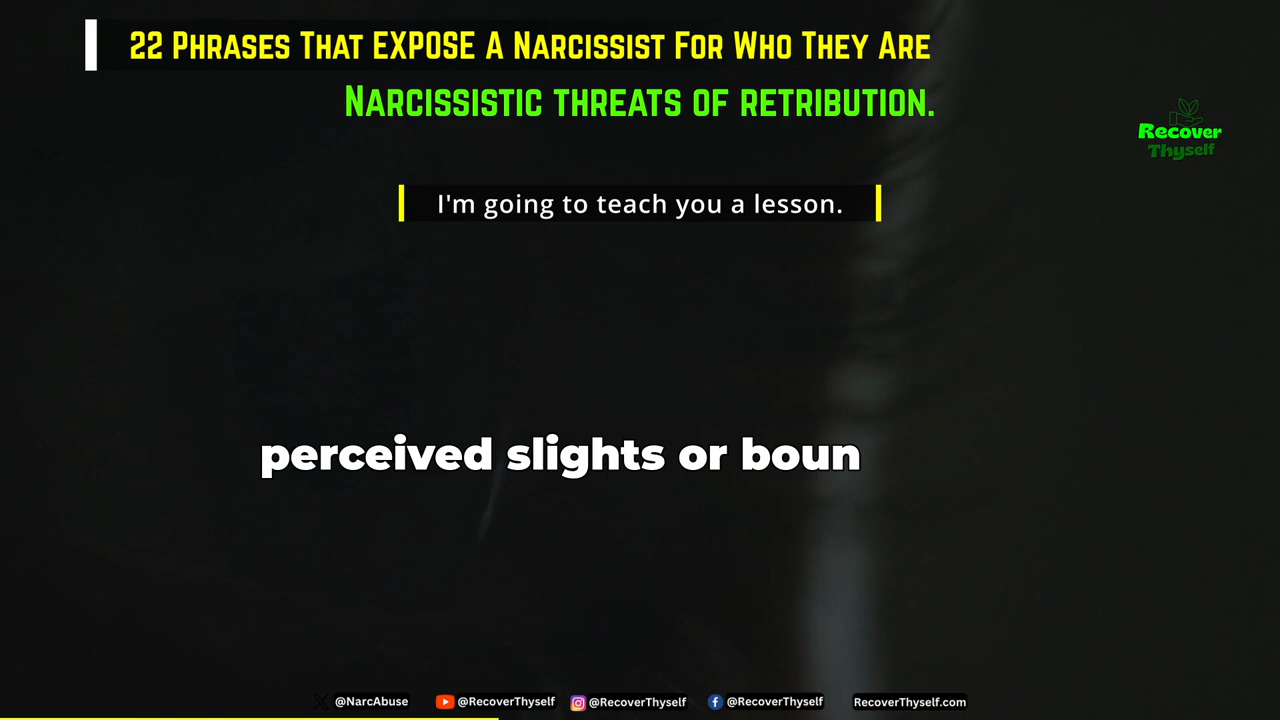 22 Phrases That EXPOSE A Narcissist For Who They Are
Narcissistic threats of retribution.
Recover
Thyself
I'm going to teach you a lesson.
perceived slights or boun
@NarcAbuse @RecoverThyself @RecoverThyself @RecoverThyself RecoverThyself.com